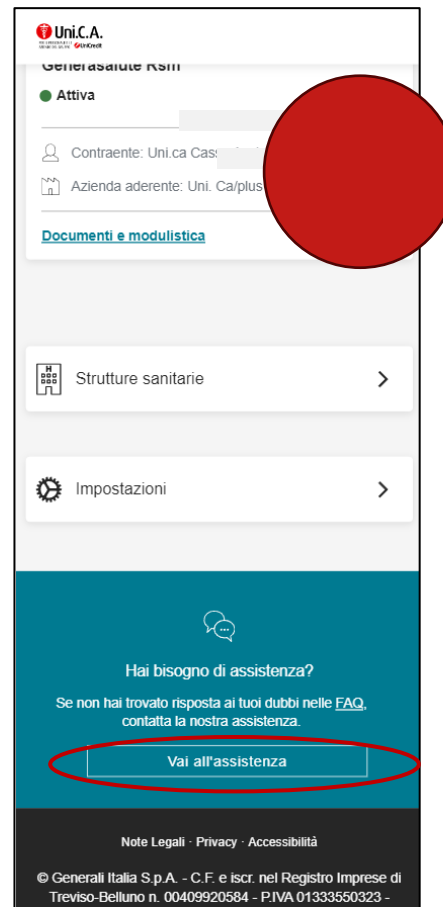 Uni.C.A.
UniCredit
Generasalute Rsm
Attiva
Contraente: Uni.ca Cass
Azienda aderente: Uni. Ca/plus
Documenti e modulistica
Strutture sanitarie
Impostazioni
Hai bisogno di assistenza?
Se non hai trovato risposta ai tuoi dubbi nelle FAQ,
contatta la nostra assistenza.
Vai all'assistenza
Note Legali · Privacy · Accessibilità
© Generali Italia S.p.A. - C.F. e iscr. nel Registro Imprese di
Treviso-Belluno n. 00409920584 - P.IVA 01333550323 -